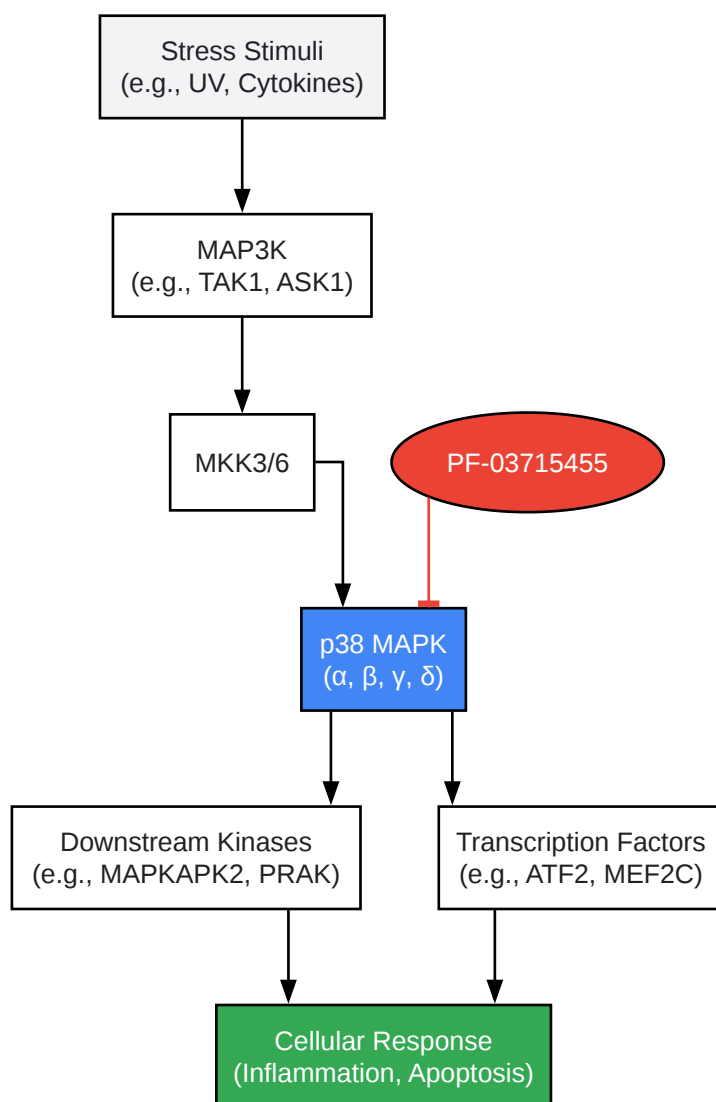 Stress Stimuli
(e.g., UV, Cytokines)
MAP3K
(e.g., TAK1, ASK1)
MKK3/6
PF-03715455
p38 MAPK
(α, β, γ, δ)
Downstream Kinases
(e.g., MAPKAPK2, PRAK)
Transcription Factors
(e.g., ATF2, MEF2C)
Cellular Response
(Inflammation, Apoptosis)